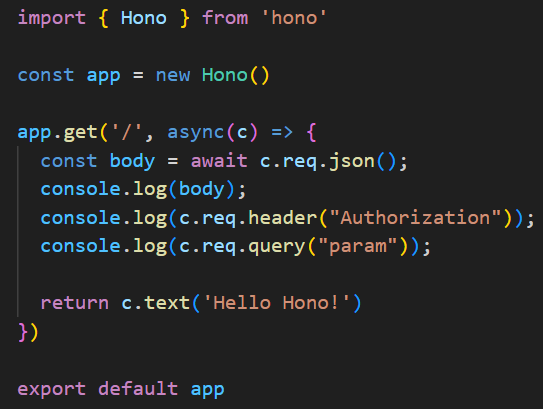 import { Hono } from 'hono'
const app = new Hono()
app.get('/', async(c) => {
const body = await c.req.json();
console.log(body);
console.log(c.req.header("Authorization"));
console.log(c.req.query("param"));
return c.text('Hello Hono!')
})
export default app